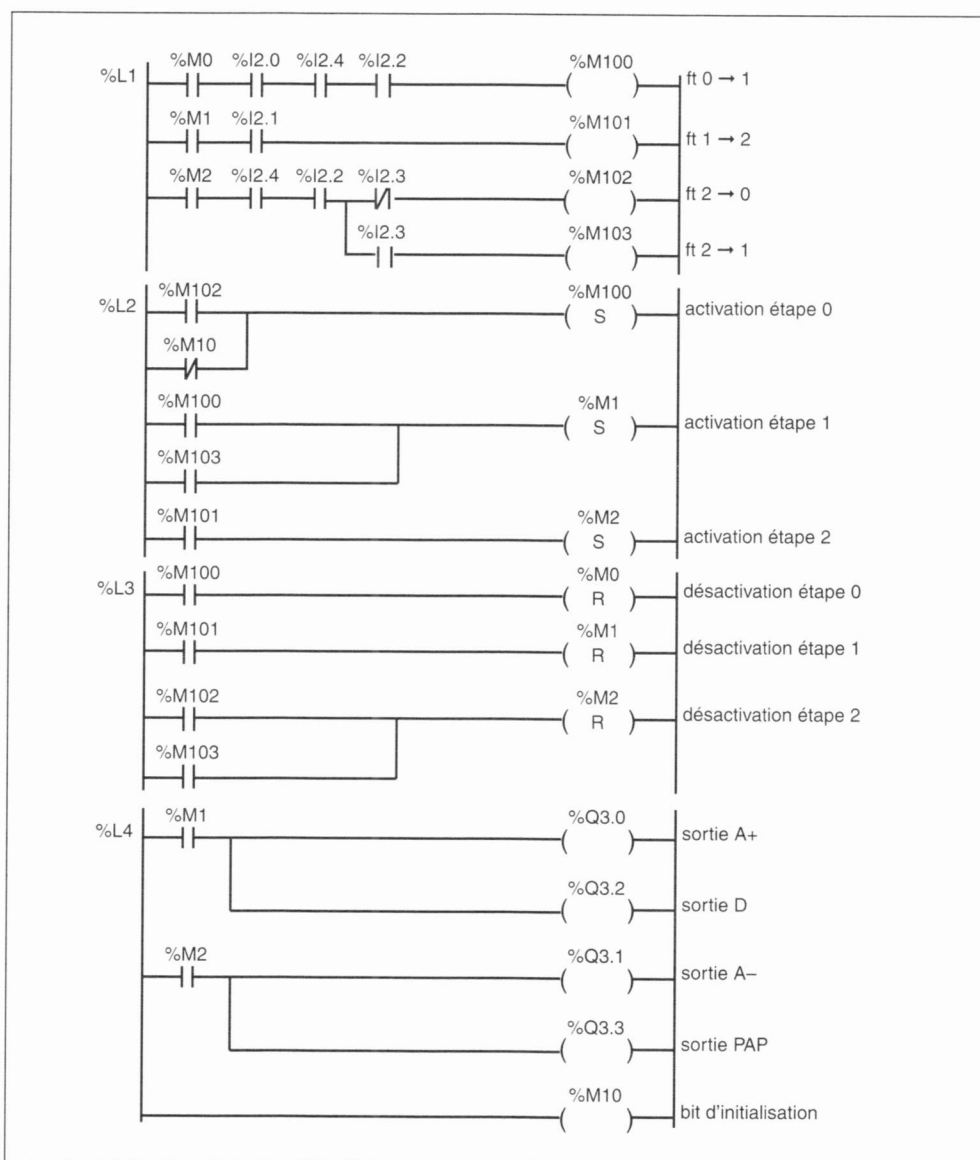 %M0 %I2.0 %I2.4 %I2.2 %M100
%L1 ft 0 → 1
%M1 %I2.1 %M101
ft 1 → 2
%M2 %I2.4 %I2.2 %I2.3 %M102
ft 2 → 0
%I2.3 %M103
ft 2 → 1
%M102 %M100
%L2 S activation étape 0
%M10
%M100 %M1
S activation étape 1
%M103
%M101 %M2
S activation étape 2
%M100 %M0
%L3 R désactivation étape 0
%M101 %M1
R désactivation étape 1
%M102 %M2
R désactivation étape 2
%M103
%M1 %Q3.0
%L4 sortie A+
%Q3.2
sortie D
%M2 %Q3.1
sortie A–
%Q3.3
sortie PAP
%M10
bit d'initialisation